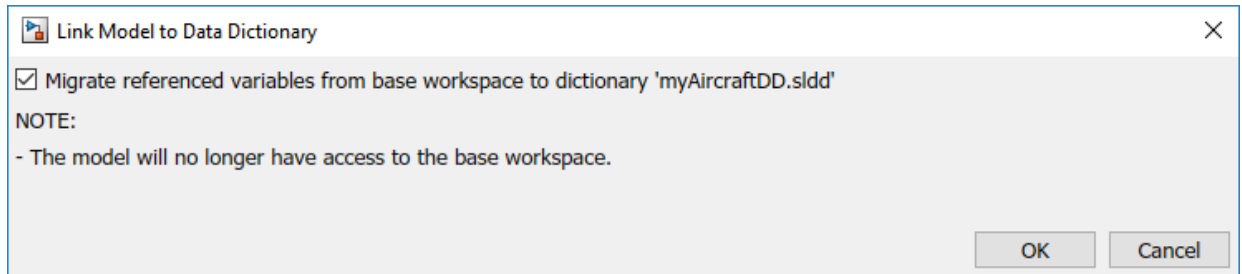 Link Model to Data Dictionary
Migrate referenced variables from base workspace to dictionary 'myAircraftDD.sldd'
NOTE:
- The model will no longer have access to the base workspace.
OK Cancel